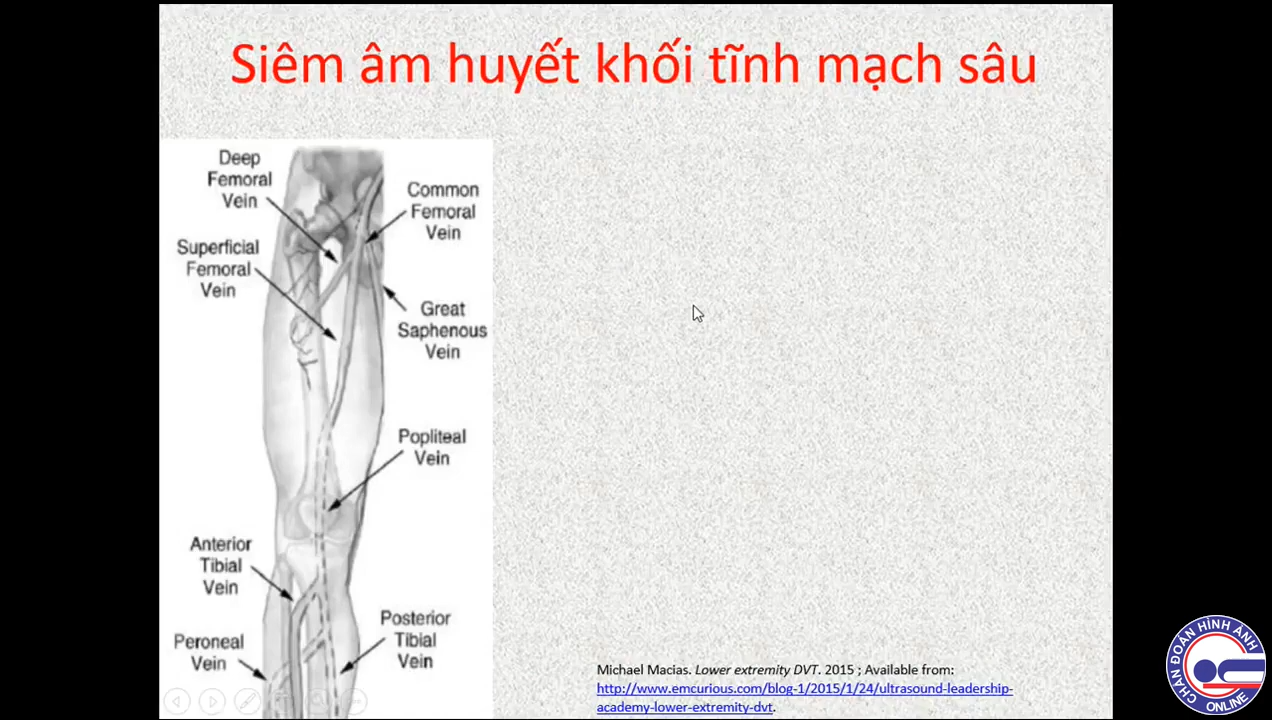 Siêm âm huyết khối tĩnh mạch sâu
Deep
Femoral
Vein
Common
Femoral
Vein
Superficial
Femoral
Vein
Great
Saphenous
Vein
Popliteal
Vein
Anterior
Tibial
Vein
Posterior
Tibial
Vein
Peroneal
Vein
Michael Macias. Lower extremity DVT. 2015 ; Available from:
http://www.emcurious.com/blog-1/2015/1/24/ultrasound-leadership-
academy-lower-extremity-dvt.
CHẨN ĐOÁN HÌNH ẢNH
ONLINE